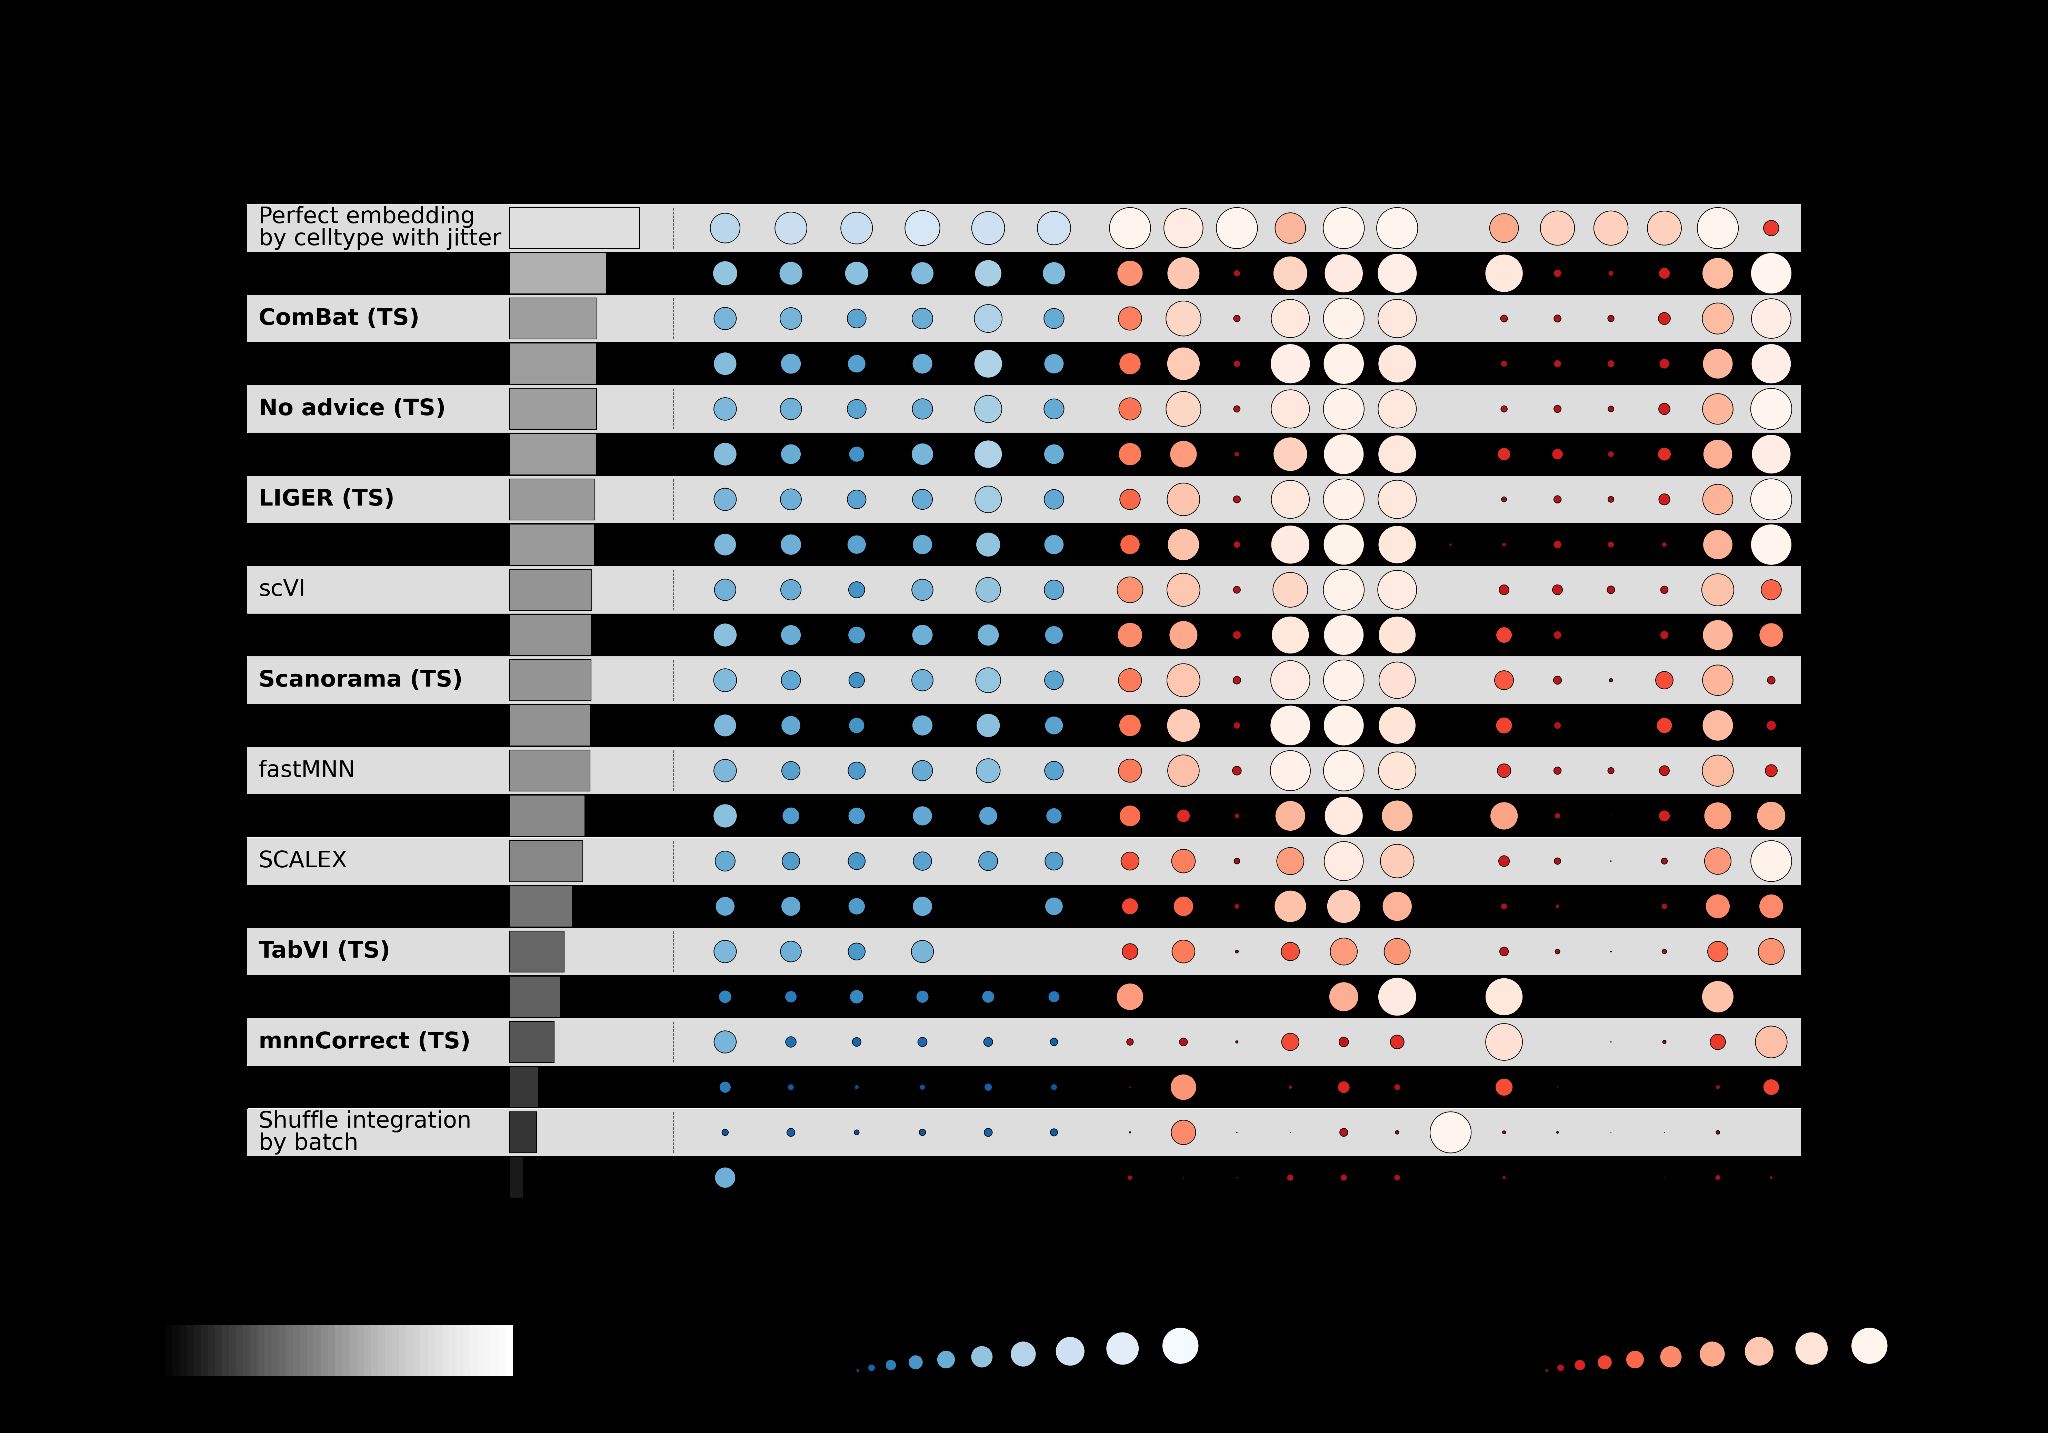 Perfect embedding
by celltype with jitter
ComBat (TS)
No advice (TS)
LIGER (TS)
scVI
Scanorama (TS)
fastMNN
SCALEX
TabVI (TS)
mnnCorrect (TS)
Shuffle integration
by batch